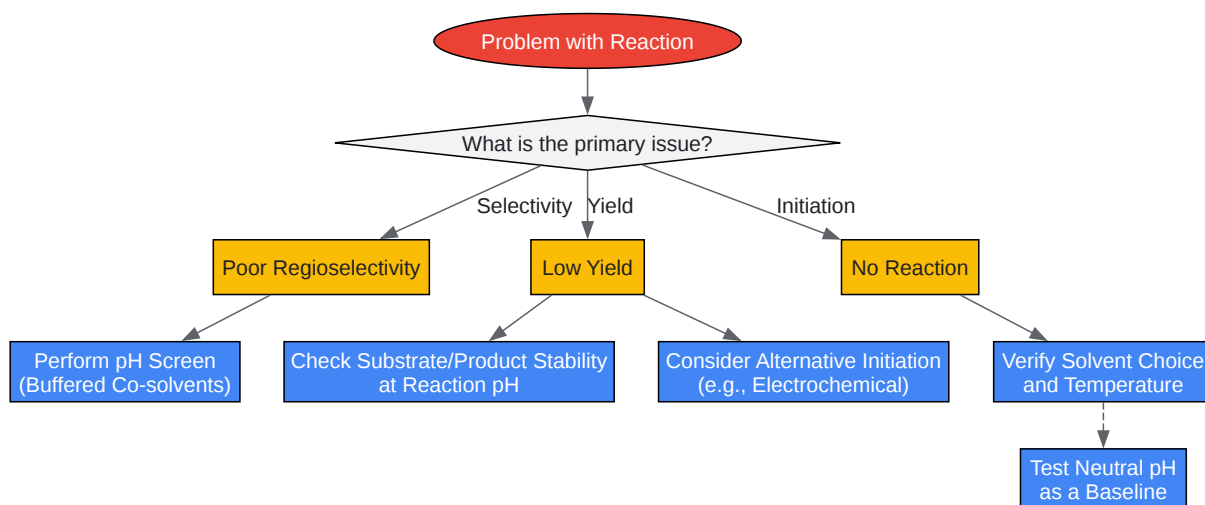 Problem with Reaction
What is the primary issue?
Selectivity
Yield
Initiation
Poor Regioselectivity
Low Yield
No Reaction
Perform pH Screen
(Buffered Co-solvents)
Check Substrate/Product Stability
at Reaction pH
Consider Alternative Initiation
(e.g., Electrochemical)
Verify Solvent Choice
and Temperature
Test Neutral pH
as a Baseline